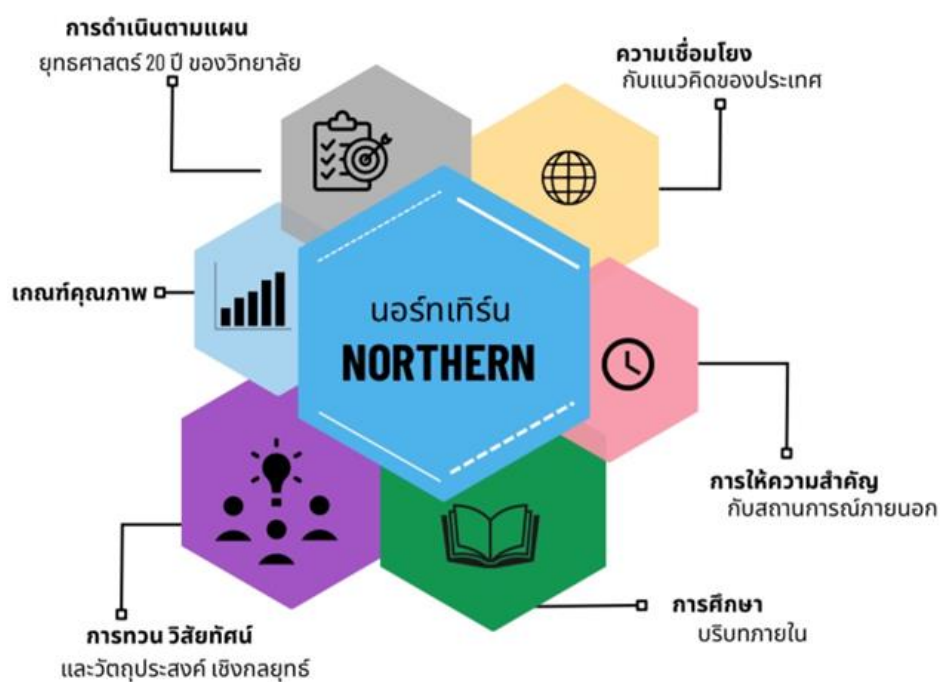 การดำเนินตามแผน
ยุทธศาสตร์ 20 ปี ของวิทยาลัย
ความเชื่อมโยง
กับแนวคิดของประเทศ
เกณฑ์คุณภาพ
นอร์ทเทิร์น
NORTHERN
การให้ความสำคัญ
กับสถานการณ์ภายนอก
การศึกษา
บริบทภายใน
การทวน วิสัยทัศน์
และวัตถุประสงค์ เชิงกลยุทธ์